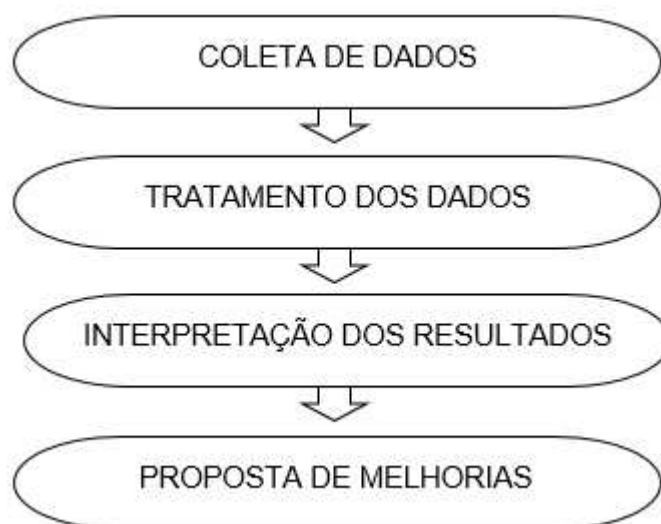 COLETA DE DADOS
TRATAMENTO DOS DADOS
INTERPRETAÇÃO DOS RESULTADOS
PROPOSTA DE MELHORIAS